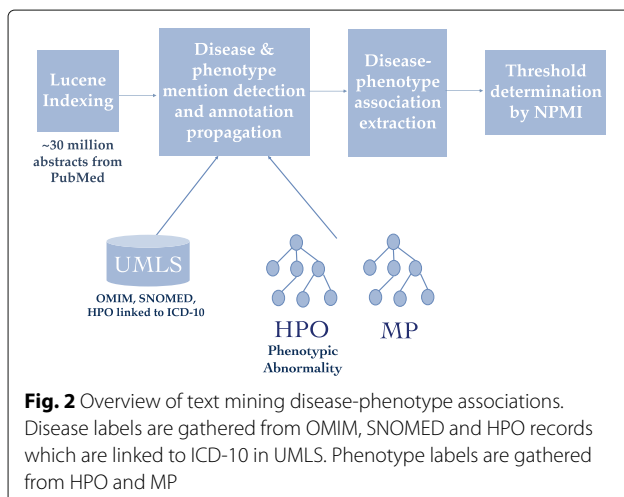 Lucene
Indexing
~30 million
abstracts from
PubMed
Disease &
phenotype
mention detection
and annotation
propagation
Disease-
phenotype
association
extraction
Threshold
determination
by NPMI
UMLS
OMIM, SNOMED,
HPO linked to ICD-10
HPO
Phenotypic
Abnormality
MP
Fig. 2 Overview of text mining disease-phenotype associations.
Disease labels are gathered from OMIM, SNOMED and HPO records
which are linked to ICD-10 in UMLS. Phenotype labels are gathered
from HPO and MP